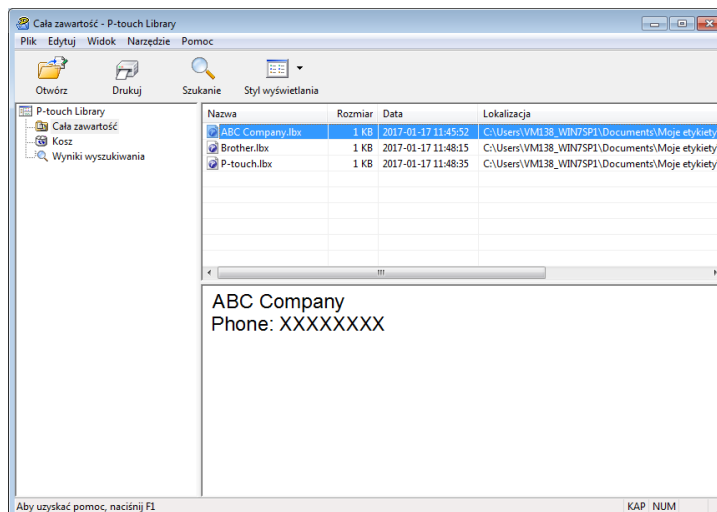 Cała zawartość - P-touch Library
Plik Edytuj Widok Narzędzie Pomoc
Otwórz Drukuj Szukanie Styl wyświetlania
P-touch Library
Cała zawartość
Kosz
Wyniki wyszukiwania
Nazwa Rozmiar Data Lokalizacja
ABC Company.lbx 1 KB 2017-01-17 11:45:52 C:\Users\VM138_WIN7SP1\Documents\Moje etykiety
Brother.lbx 1 KB 2017-01-17 11:48:15 C:\Users\VM138_WIN7SP1\Documents\Moje etykiety
P-touch.lbx 1 KB 2017-01-17 11:48:35 C:\Users\VM138_WIN7SP1\Documents\Moje etykiety
ABC Company
Phone: XXXXXXXX
Aby uzyskać pomoc, naciśnij F1 KAP NUM